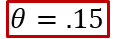 θ = .15